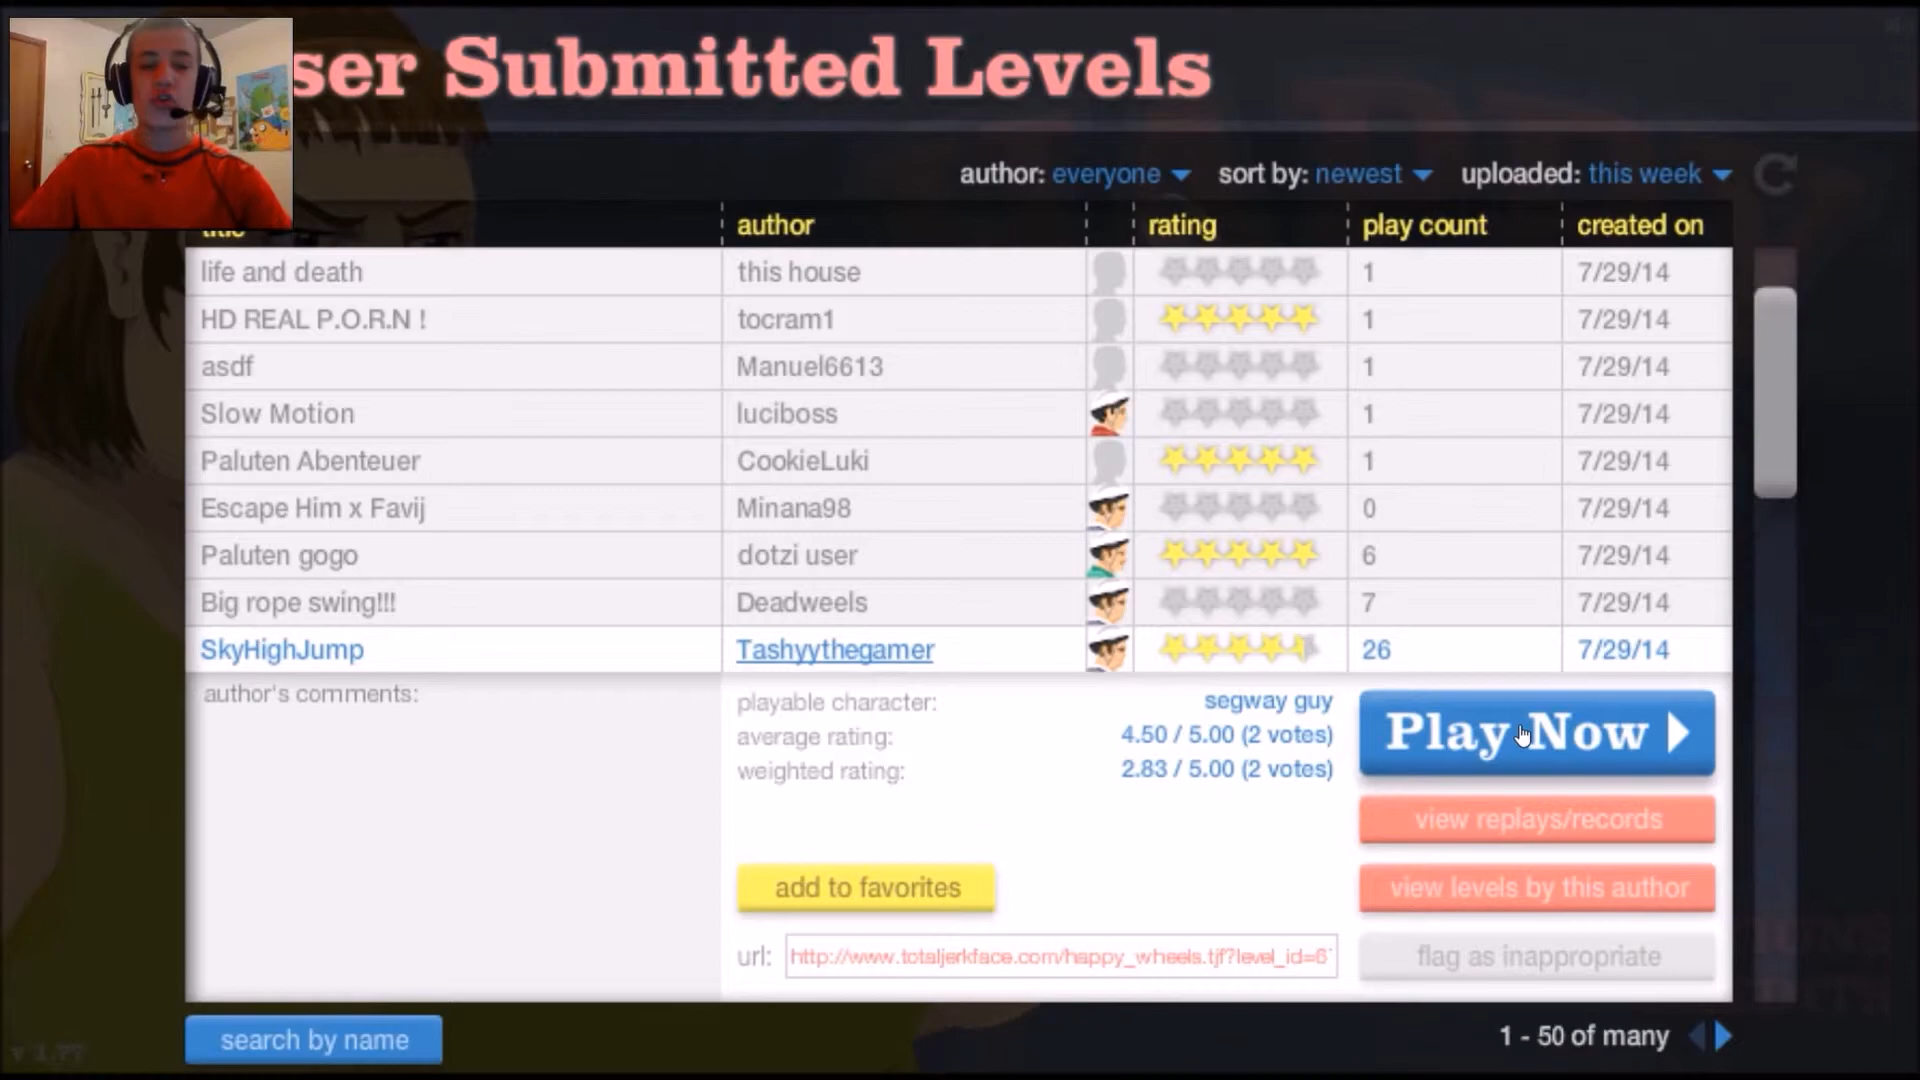 ser Submitted Levels
author: everyone sort by: newest uploaded: this week
title author rating play count created on
life and death this house 1 7/29/14
HD REAL P.O.R.N ! tocram1 1 7/29/14
asdf Manuel6613 1 7/29/14
Slow Motion luciboss 1 7/29/14
Paluten Abenteuer CookieLuki 1 7/29/14
Escape Him x Favij Minana98 0 7/29/14
Paluten gogo dotzi user 6 7/29/14
Big rope swing!!! Deadweels 7 7/29/14
SkyHighJump Tashyythegamer 26 7/29/14
author's comments:
playable character: segway guy
average rating: 4.50 / 5.00 (2 votes)
weighted rating: 2.83 / 5.00 (2 votes)
Play Now
view replays/records
add to favorites
view levels by this author
url: http://www.totaljerkface.com/happy_wheels.tjf?level_id=6
flag as inappropriate
search by name
1 - 50 of many